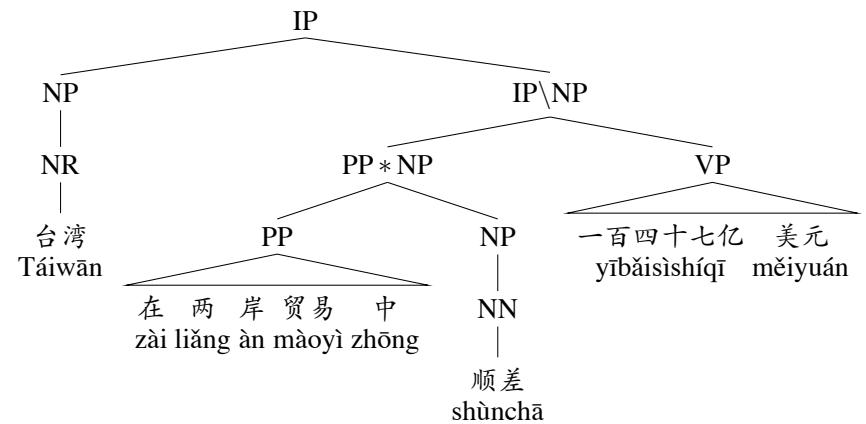 IP
NP IP\NP
NR PP∗NP VP
台湾 PP NP 一百四十七亿 美元
Táiwān yībǎisìshíqī měiyuán
在 两 岸 贸易 中 NN
zài liǎng àn màoyì zhōng
顺差
shùnchā